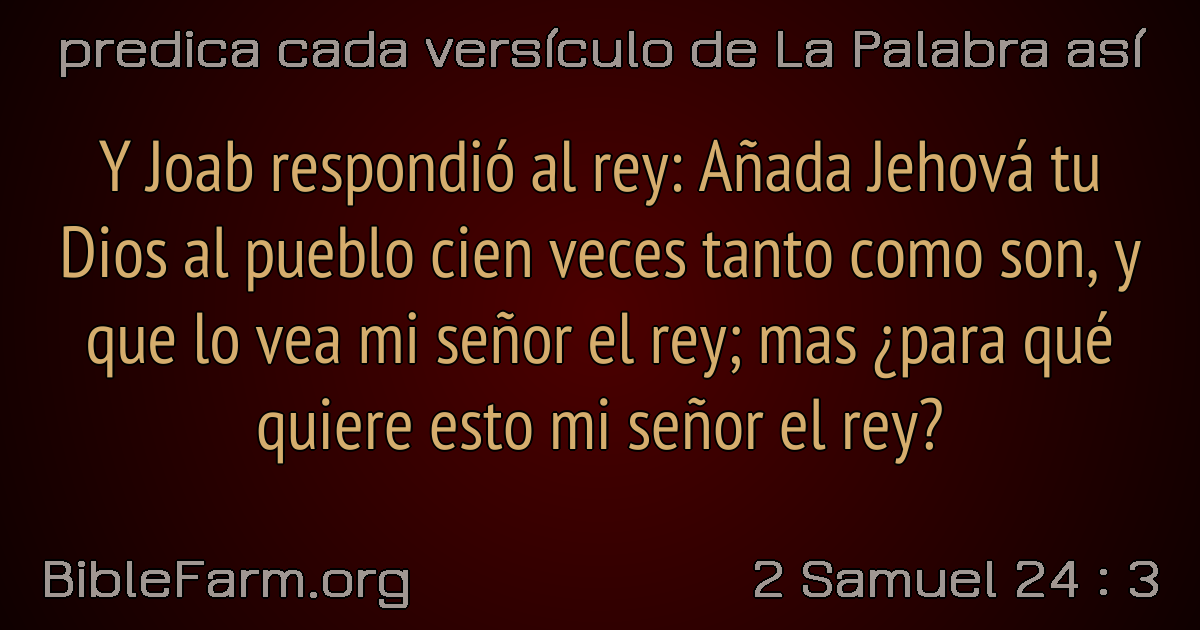 predica cada versículo de La Palabra así
Y Joab respondió al rey: Añada Jehová tu
Dios al pueblo cien veces tanto como son, y
que lo vea mi señor el rey; mas ¿para qué
quiere esto mi señor el rey?
BibleFarm.org
2 Samuel 24 : 3